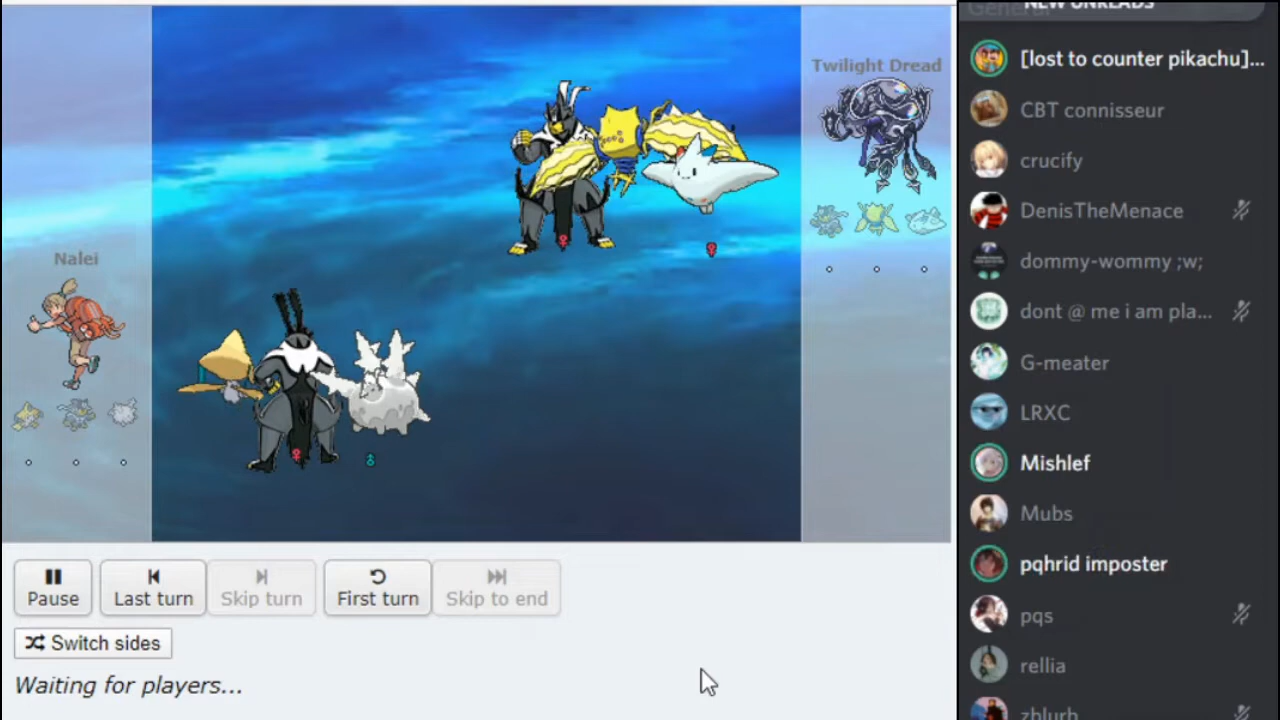 General
NEW UNREADS
Twilight Dread
[lost to counter pikachu]...
CBT connisseur
crucify
DenisTheMenace
dommy-wommy ;w;
Nalei
dont @ me i am pla...
G-meater
LRXC
Mishlef
Mubs
pqhrid imposter
Pause
Last turn
Skip turn
First turn
Skip to end
pqs
Switch sides
rellia
Waiting for players...
zblurb